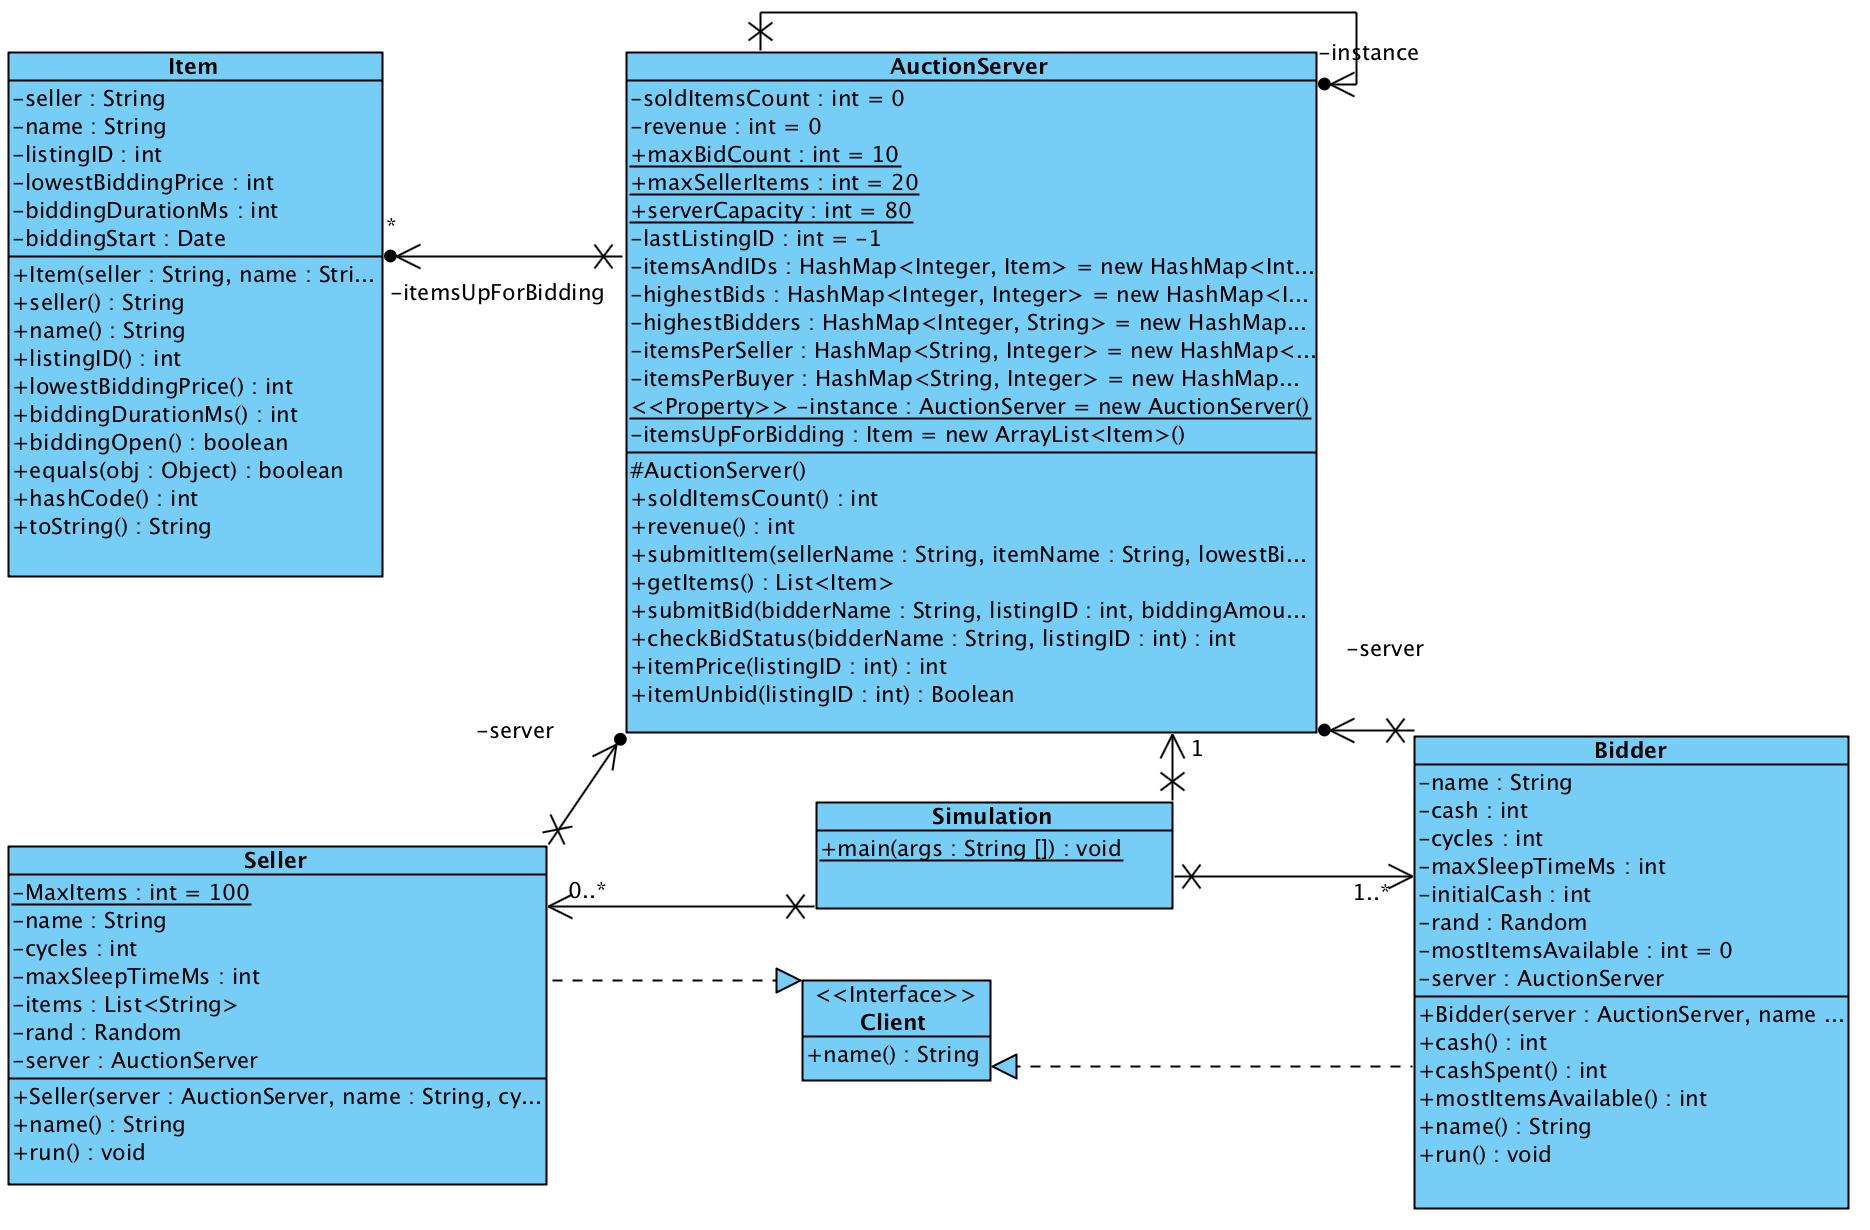 Item
-seller : String
-name : String
-listingID : int
-lowestBiddingPrice : int
-biddingDurationMs : int
-biddingStart : Date
+Item(seller : String, name : Stri...
+seller() : String
+name() : String
+listingID() : int
+lowestBiddingPrice() : int
+biddingDurationMs() : int
+biddingOpen() : boolean
+equals(obj : Object) : boolean
+hashCode() : int
+toString() : String
*
-itemsUpForBidding
-instance
AuctionServer
-soldItemsCount : int = 0
-revenue : int = 0
+maxBidCount : int = 10
+maxSellerItems : int = 20
+serverCapacity : int = 80
-lastListingID : int = -1
-itemsAndIDs : HashMap<Integer, Item> = new HashMap<Int...
-highestBids : HashMap<Integer, Integer> = new HashMap<I...
-highestBidders : HashMap<Integer, String> = new HashMap...
-itemsPerSeller : HashMap<String, Integer> = new HashMap<...
-itemsPerBuyer : HashMap<String, Integer> = new HashMap...
<<Property>> -instance : AuctionServer = new AuctionServer()
-itemsUpForBidding : Item = new ArrayList<Item>()
#AuctionServer()
+soldItemsCount() : int
+revenue() : int
+submitItem(sellerName : String, itemName : String, lowestBi...
+getItems() : List<Item>
+submitBid(bidderName : String, listingID : int, biddingAmou...
+checkBidStatus(bidderName : String, listingID : int) : int
+itemPrice(listingID : int) : int
+itemUnbid(listingID : int) : Boolean
-server
-server
1
Simulation
+main(args : String []) : void
0..*
1..*
Seller
-MaxItems : int = 100
-name : String
-cycles : int
-maxSleepTimeMs : int
-items : List<String>
-rand : Random
-server : AuctionServer
+Seller(server : AuctionServer, name : String, cy...
+name() : String
+run() : void
<<Interface>>
Client
+name() : String
Bidder
-name : String
-cash : int
-cycles : int
-maxSleepTimeMs : int
-initialCash : int
-rand : Random
-mostItemsAvailable : int = 0
-server : AuctionServer
+Bidder(server : AuctionServer, name ...
+cash() : int
+cashSpent() : int
+mostItemsAvailable() : int
+name() : String
+run() : void